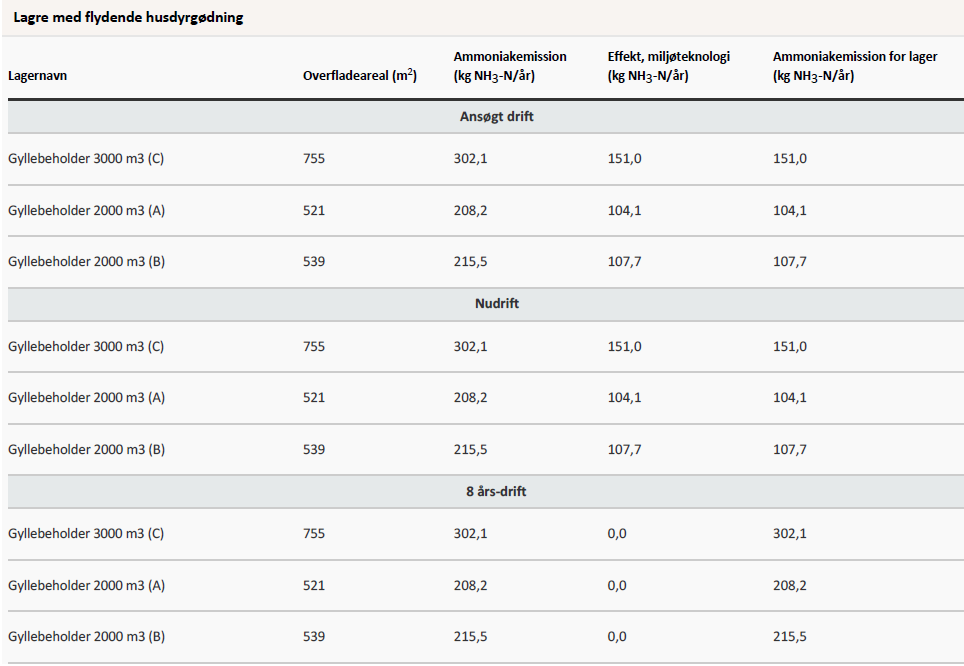 Lagre med flydende husdyrgødning
Lagernavn Overfladeareal (m²) Ammoniakemission (kg NH3-N/år) Effekt, miljøteknologi (kg NH3-N/år) Ammoniakemission for lager (kg NH3-N/år)
Ansøgt drift
Gyllebeholder 3000 m3 (C) 755 302,1 151,0 151,0
Gyllebeholder 2000 m3 (A) 521 208,2 104,1 104,1
Gyllebeholder 2000 m3 (B) 539 215,5 107,7 107,7
Nudrift
Gyllebeholder 3000 m3 (C) 755 302,1 151,0 151,0
Gyllebeholder 2000 m3 (A) 521 208,2 104,1 104,1
Gyllebeholder 2000 m3 (B) 539 215,5 107,7 107,7
8 års-drift
Gyllebeholder 3000 m3 (C) 755 302,1 0,0 302,1
Gyllebeholder 2000 m3 (A) 521 208,2 0,0 208,2
Gyllebeholder 2000 m3 (B) 539 215,5 0,0 215,5